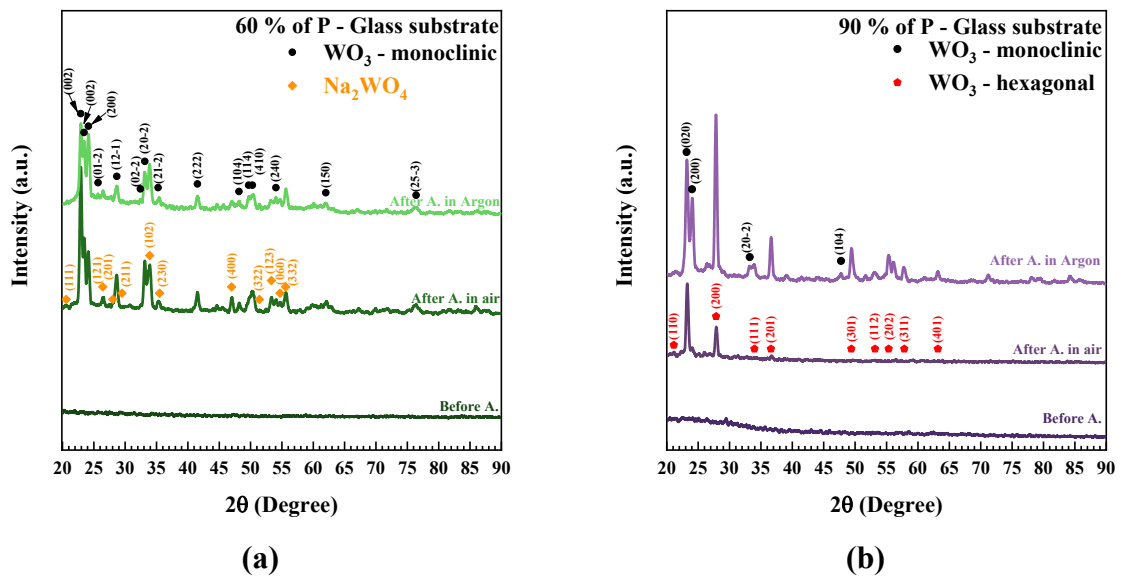 60 % of P - Glass substrate
WO3 - monoclinic
Na2WO4
(002)
(002)
(200)
(01-2)
(12-1)
(02-2)
(20-2)
(21-2)
(222)
(104)
(114)
(410)
(240)
(150)
(25-3)
After A. in Argon
(111)
(121)
(201)
(211)
(102)
(230)
(400)
(322)
(123)
(060)
(332)
After A. in air
Before A.
Intensity (a.u.)
20 25 30 35 40 45 50 55 60 65 70 75 80 85 90
2θ (Degree)
(a)
90 % of P - Glass substrate
WO3 - monoclinic
WO3 - hexagonal
(020)
(200)
(20-2)
(104)
After A. in Argon
(110)
(200)
(111)
(201)
(301)
(112)
(202)
(311)
(401)
After A. in air
Before A.
Intensity (a.u.)
20 25 30 35 40 45 50 55 60 65 70 75 80 85 90
2θ (Degree)
(b)